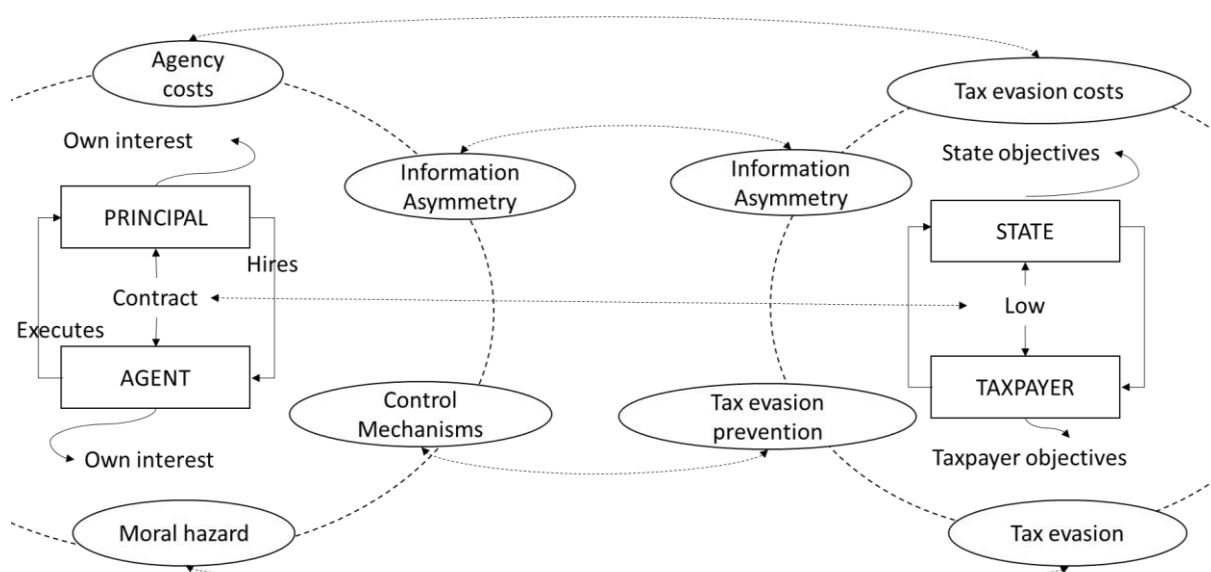 Agency
costs
Own interest
PRINCIPAL
Hires
Contract
Executes
AGENT
Own interest
Moral hazard
Information
Asymmetry
Control
Mechanisms
Information
Asymmetry
Tax evasion
prevention
Tax evasion costs
State objectives
STATE
Low
TAXPAYER
Taxpayer objectives
Tax evasion